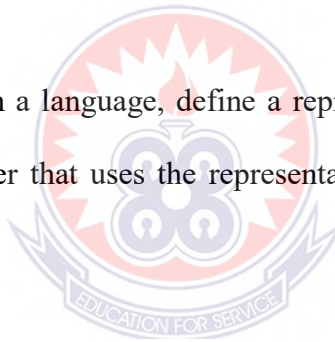 n a language, define a repr
er that uses the representa
EDUCATION FOR SERVICE